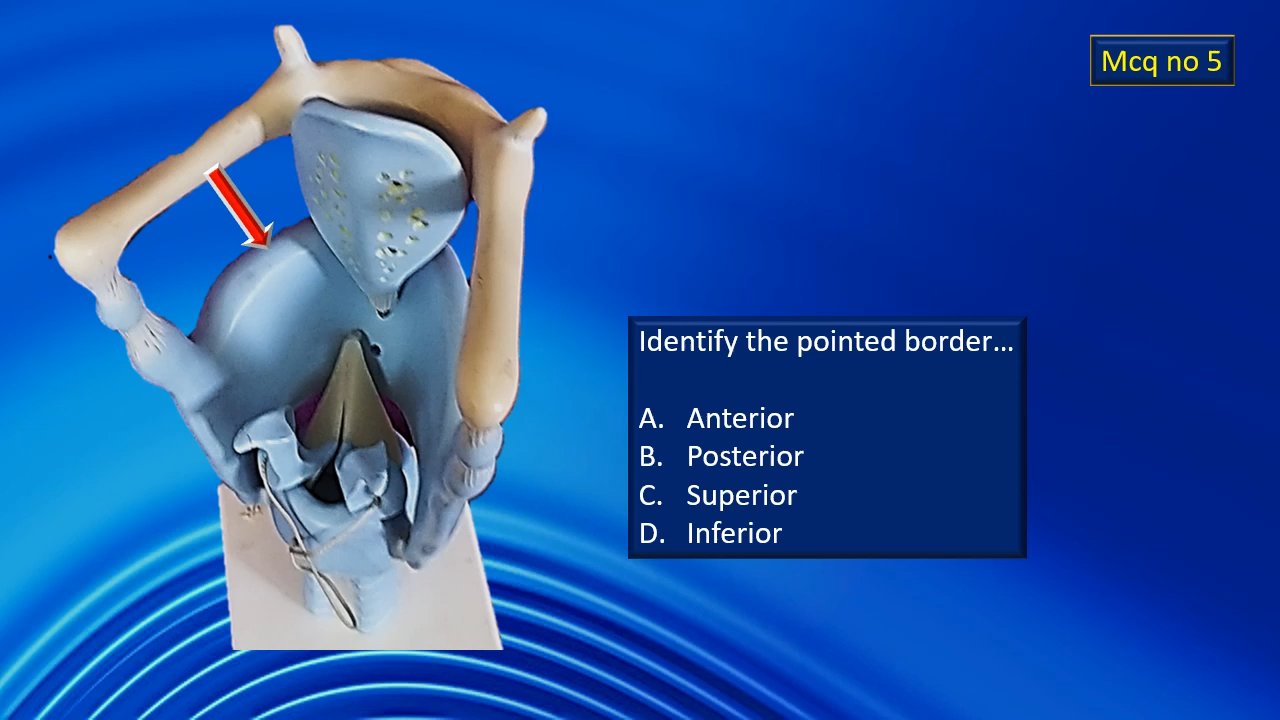 Mcq no 5
Identify the pointed border…
A. Anterior
B. Posterior
C. Superior
D. Inferior